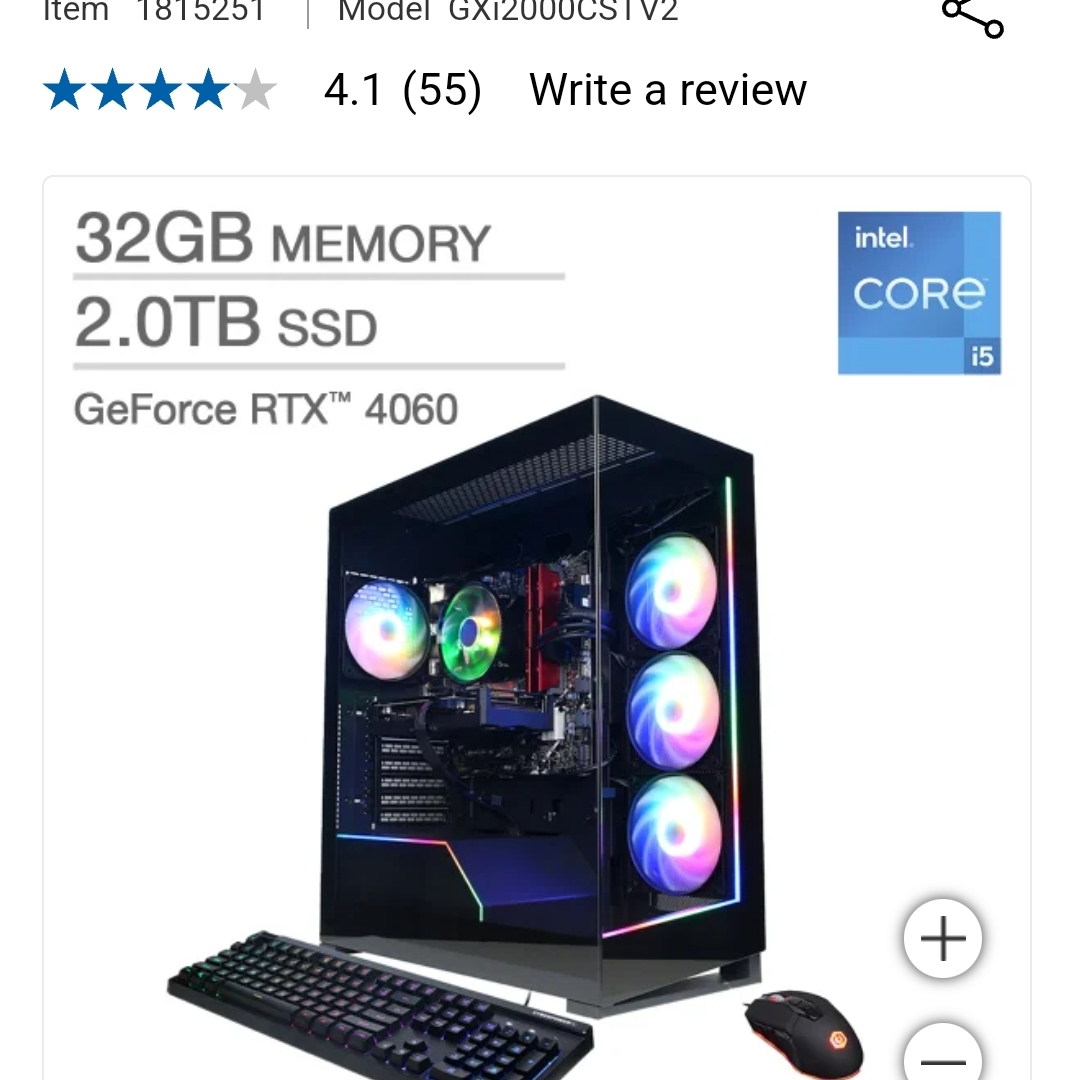 Item 1815251 | Model GXi2000CSTV2
4.1 (55) Write a review
32GB MEMORY
2.0TB SSD
GeForce RTX™ 4060
intel.
CORE™
i5